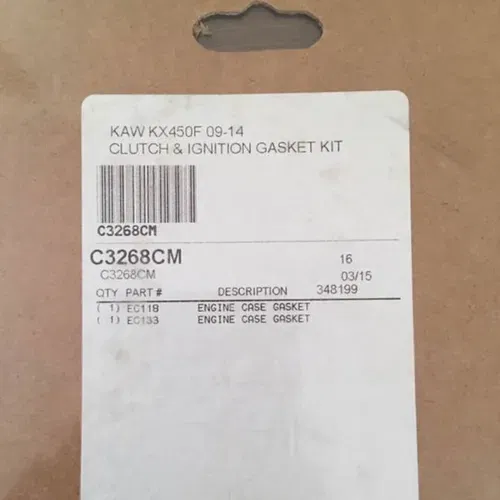 KAW KX450F 09-14
CLUTCH & IGNITION GASKET KIT
C3268CM
C3268CM 16
C3268CM 03/15
QTY PART # DESCRIPTION 348199
( 1) EC118 ENGINE CASE GASKET
( 1) EC133 ENGINE CASE GASKET